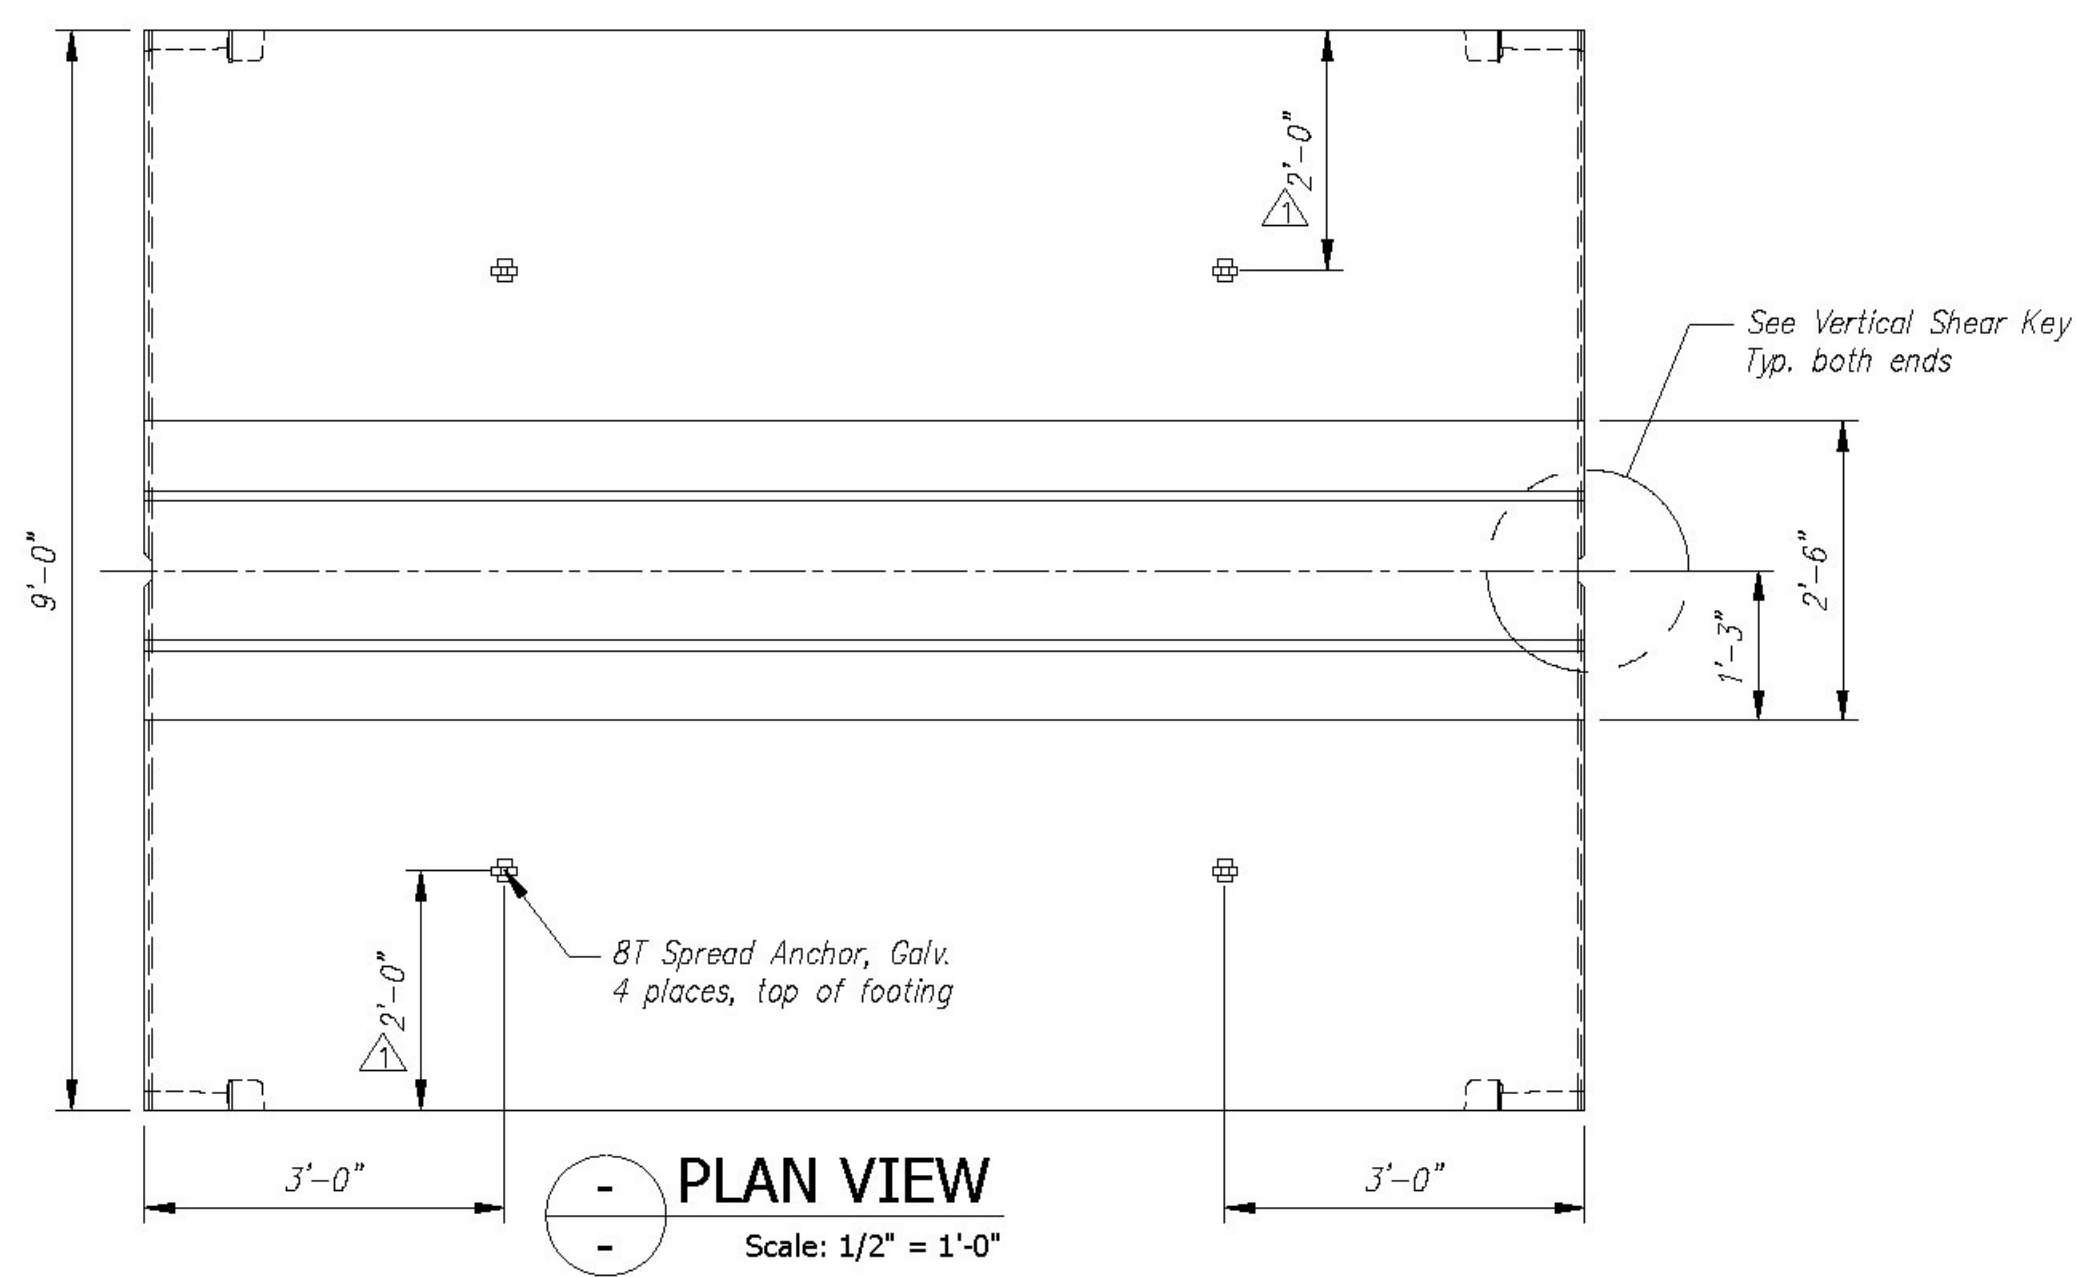 2'-0"
1
See Vertical Shear Key
Typ. both ends
9'-0"
2'-6"
1'-3"
8T Spread Anchor, Galv.
4 places, top of footing
2'-0"
1
3'-0"
3'-0"
-
-
PLAN VIEW
Scale: 1/2" = 1'-0"